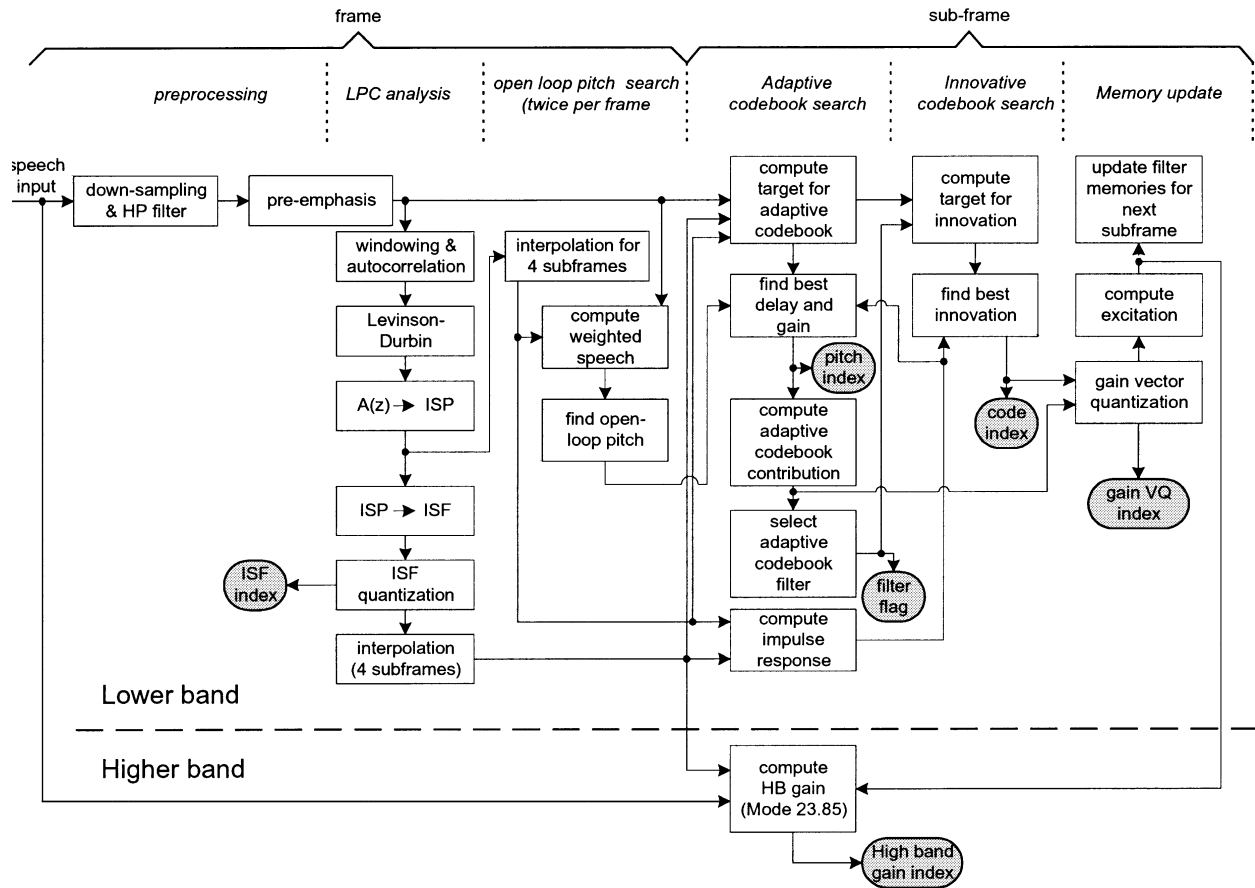 frame
sub-frame
preprocessing
LPC analysis
open loop pitch search
(twice per frame
Adaptive
codebook search
Innovative
codebook search
Memory update
speech
input
down-sampling
& HP filter
pre-emphasis
windowing &
autocorrelation
Levinson-
Durbin
A(z) → ISP
ISP → ISF
ISF
quantization
ISF
index
interpolation
(4 subframes)
interpolation for
4 subframes
compute
weighted
speech
find open-
loop pitch
compute
target for
adaptive
codebook
find best
delay and
gain
pitch
index
compute
adaptive
codebook
contribution
select
adaptive
codebook
filter
filter
flag
compute
impulse
response
compute
target for
innovation
find best
innovation
code
index
update filter
memories for
next
subframe
compute
excitation
gain vector
quantization
gain VQ
index
Lower band
Higher band
compute
HB gain
(Mode 23.85)
High band
gain index